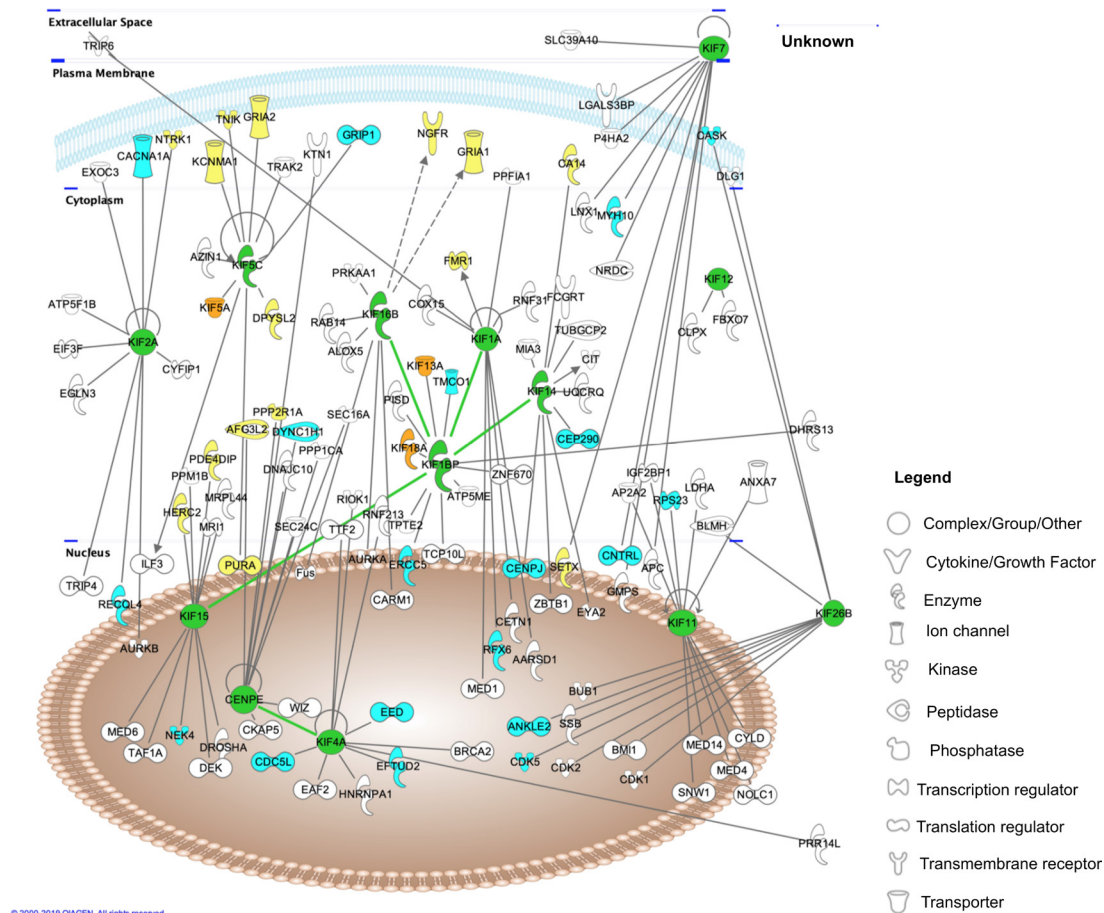 Extracellular Space
TRIP6
SLC39A10
KIF7
Unknown
Plasma Membrane
LGALS3BP
P4HA2
CASK
DLG1
TNIK
GRIA2
NTRK1
CACNA1A
KCNMA1
EXOC3
TRAK2
KTN1
GRIP1
NGFR
GRIA1
PPFIA1
CA14
Cytoplasm
LNX1
MYH10
NRDC
AZIN1
KIF5C
PRKAA1
FMR1
KIF12
ATP5F1B
KIF5A
DPYSL2
RAB14
KIF16B
COX15
RNF31
FCGRT
CLPX
FBXO7
EIF3F
KIF2A
CYFIP1
ALOX5
KIF1A
TUBGCP2
MIA3
CIT
EGLN3
KIF13A
TMCO1
KIF14
UQCRQ
PISD
PPP2R1A
SEC16A
AFG3L2
DYNC1H1
PPP1CA
KIF18A
CEP290
DHRS13
PDE4DIP
PPM1B
DNAJC10
KIF1BP
ZNF670
ATP5ME
IGF2BP1
LDHA
ANXA7
AP2A2
RPS23
MRPL44
HERC2
MRI1
RIOK1
RNF213
SEC24C
TTF2
TPTE2
BLMH
Nucleus
ILF3
PURA
Fus
AURKA
ERCC5
TCP10L
CENPJ
SETX
CNTRL
APC
TRIP4
RECQL4
KIF15
CARM1
ZBTB1
EYA2
GMPS
KIF11
KIF26B
CETN1
AURKB
RFX6
AARSD1
MED1
BUB1
CENPE
WIZ
EED
MED6
NEK4
CKAP5
KIF4A
ANKLE2
SSB
TAF1A
DROSHA
DEK
CDC5L
EFTUD2
BRCA2
CDK5
CDK2
BMI1
MED14
CYLD
CDK1
MED4
EAF2
HNRNPA1
SNW1
NOLC1
PRR14L
Legend
Complex/Group/Other
Cytokine/Growth Factor
Enzyme
Ion channel
Kinase
Peptidase
Phosphatase
Transcription regulator
Translation regulator
Transmembrane receptor
Transporter
© 2000-2019 QIAGEN. All rights reserved.